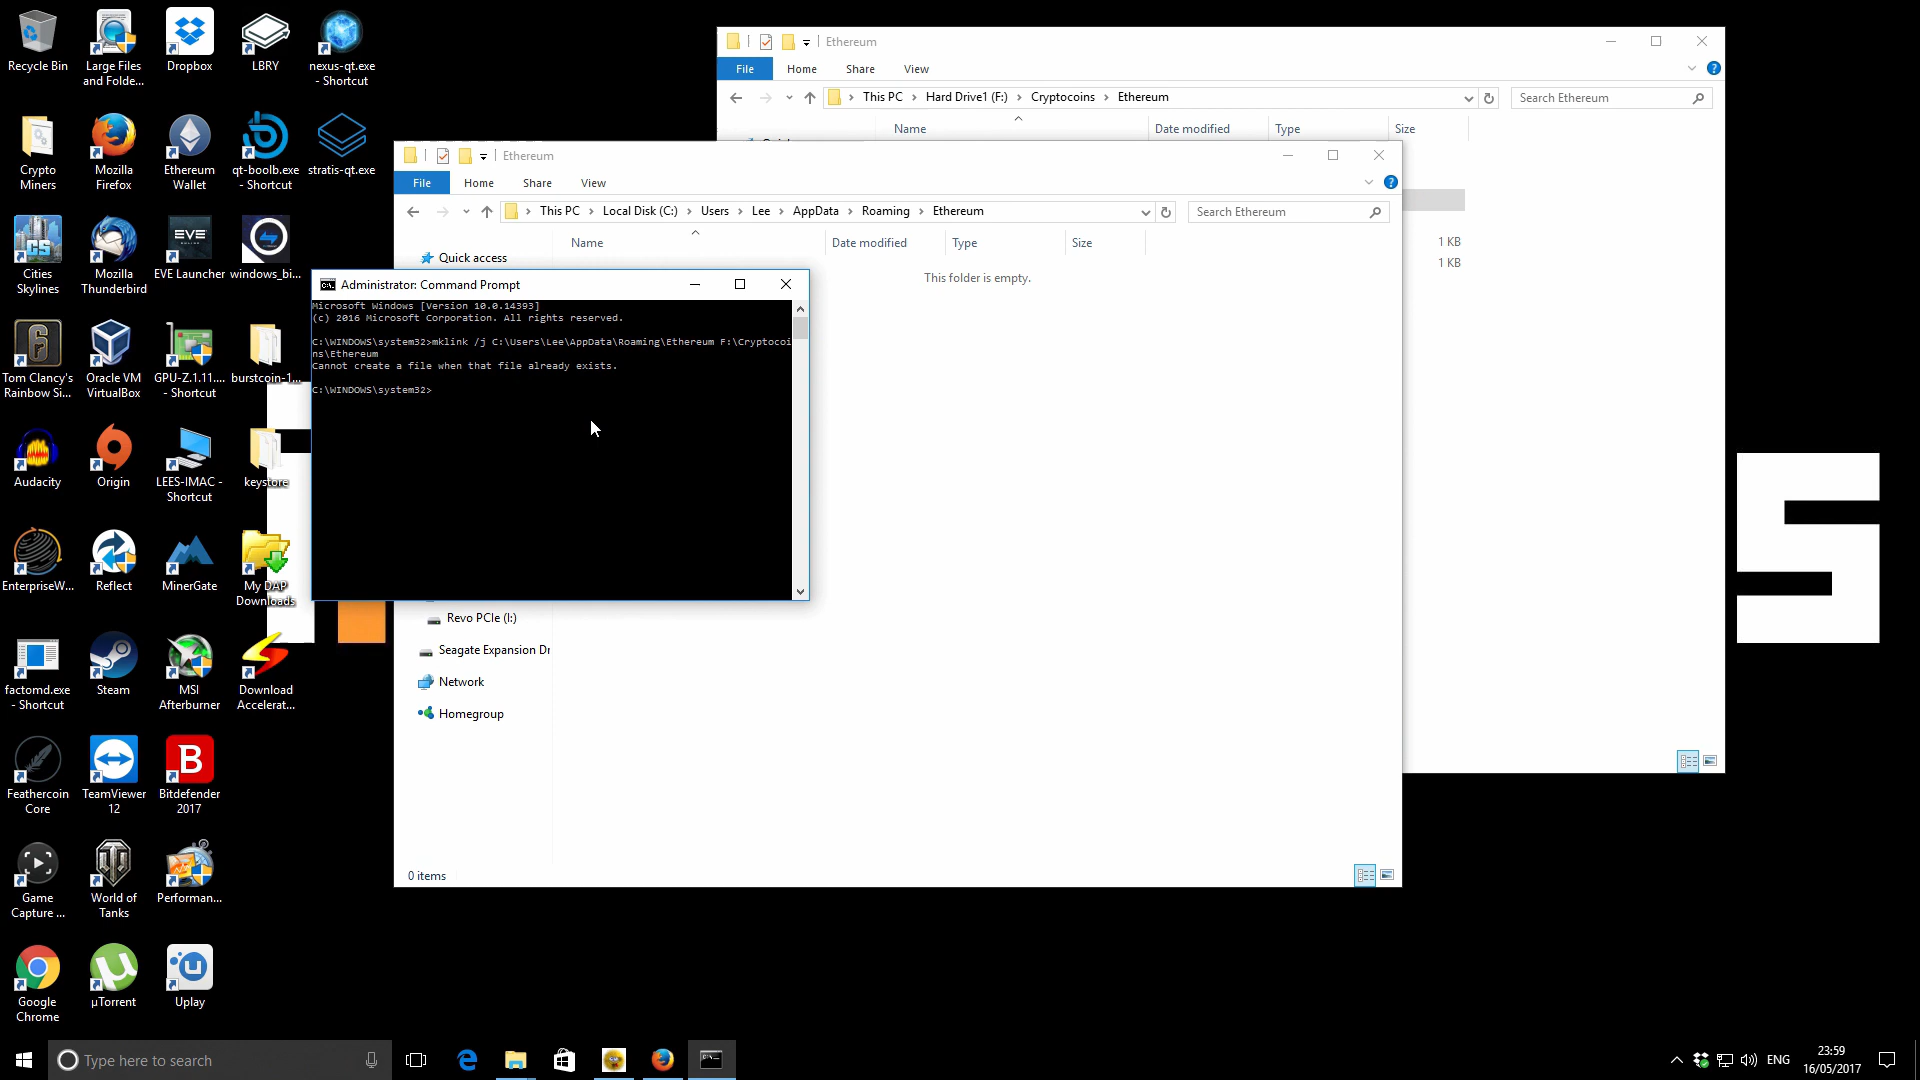 Recycle Bin
Large Files
and Folde...
Dropbox
LBRY
nexus-qt.exe
- Shortcut
Crypto
Miners
Mozilla
Firefox
Ethereum
Wallet
qt-boolb.exe
- Shortcut
stratis-qt.exe
Cities
Skylines
Mozilla
Thunderbird
EVE
EVE Launcher
windows_bi...
Tom Clancy's
Rainbow Si...
Oracle VM
VirtualBox
GPU-Z.1.11....
- Shortcut
burstcoin-1...
Audacity
Origin
LEES-IMAC -
Shortcut
keystore
EnterpriseW...
Reflect
MinerGate
My DAP
Downloads
factomd.exe
- Shortcut
Steam
MSI
Afterburner
Download
Accelerat...
Feathercoin
Core
TeamViewer
12
Bitdefender
2017
Game
Capture ...
World of
Tanks
Performan...
Google
Chrome
µTorrent
Uplay
Ethereum
File
Home
Share
View
This PC
Hard Drive1 (F:)
Cryptocoins
Ethereum
Search Ethereum
Name
Date modified
Type
Size
1 KB
1 KB
Ethereum
File
Home
Share
View
This PC
Local Disk (C:)
Users
Lee
AppData
Roaming
Ethereum
Search Ethereum
Name
Date modified
Type
Size
Quick access
This folder is empty.
Revo PCIe (I:)
Seagate Expansion Dr
Network
Homegroup
0 items
Administrator: Command Prompt
Microsoft Windows [Version 10.0.14393]
(c) 2016 Microsoft Corporation. All rights reserved.
C:\WINDOWS\system32>mklink /j C:\Users\Lee\AppData\Roaming\Ethereum F:\Cryptocoi
ns\Ethereum
Cannot create a file when that file already exists.
C:\WINDOWS\system32>
S
Type here to search
ENG
23:59
16/05/2017